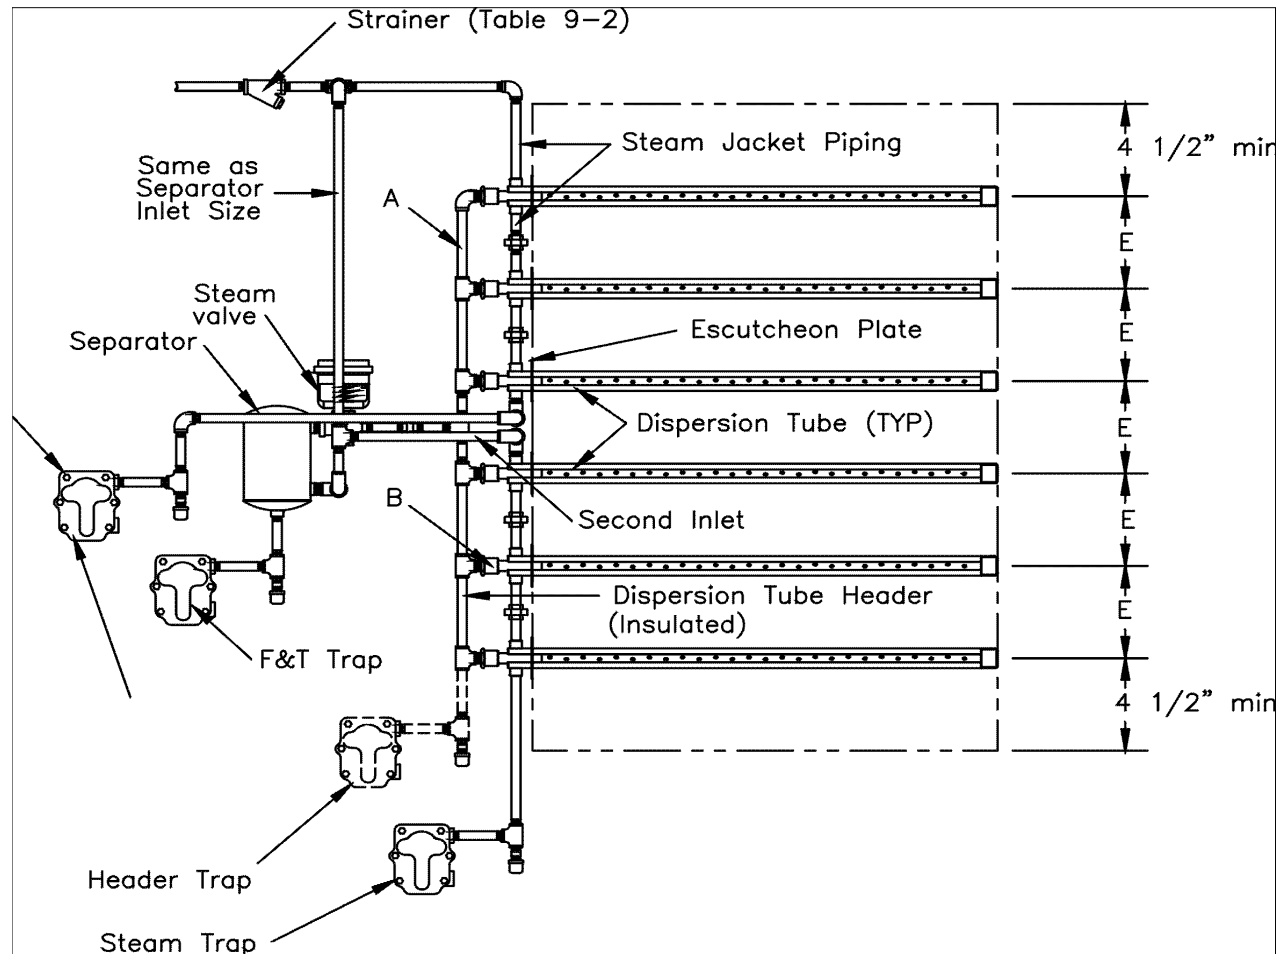 Strainer (Table 9-2)
Steam Jacket Piping
4 1/2" min
Same as
Separator
Inlet Size
A
E
Steam
valve
Separator
Escutcheon Plate
E
Dispersion Tube (TYP)
E
B
Second Inlet
E
Dispersion Tube Header
(Insulated)
E
F&T Trap
4 1/2" min
Header Trap
Steam Trap